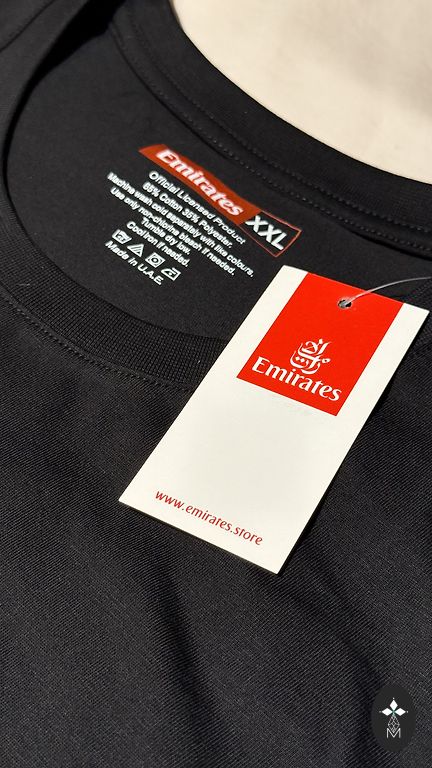 Emirates XXL
Official Licensed Product
65% Cotton 35% Polyester.
Machine wash cold separately with like colours.
Use only non-chlorine bleach if needed.
Tumble dry low.
Cool iron if needed.
Made in U.A.E.
الإمارات
Emirates
www.emirates.store
M